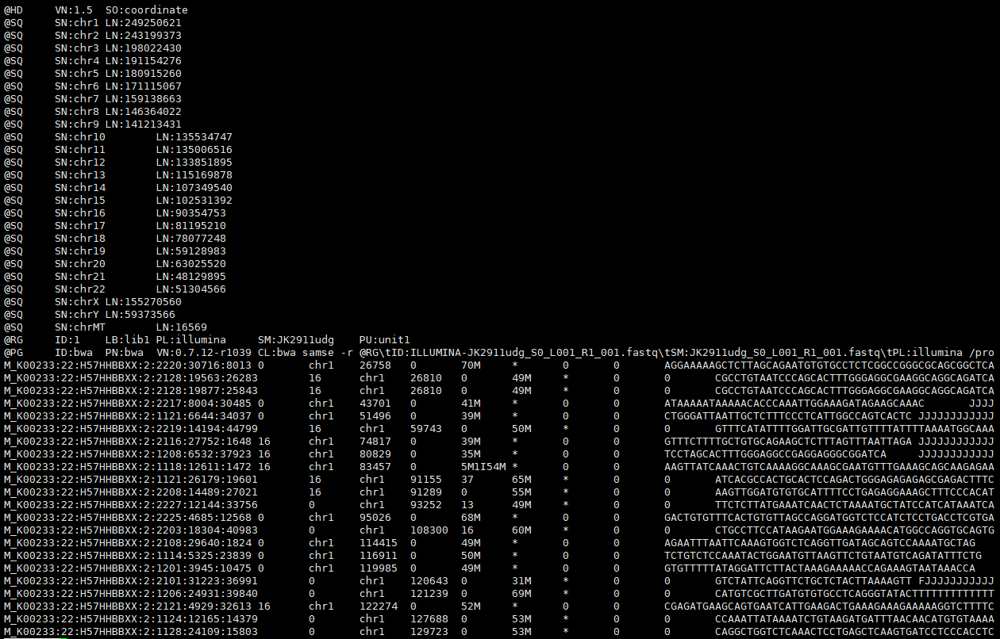 @HD VN:1.5 SO:coordinate
@SQ SN:chr1 LN:249250621
@SQ SN:chr2 LN:243199373
@SQ SN:chr3 LN:198022430
@SQ SN:chr4 LN:191154276
@SQ SN:chr5 LN:180915260
@SQ SN:chr6 LN:171115067
@SQ SN:chr7 LN:159138663
@SQ SN:chr8 LN:146364022
@SQ SN:chr9 LN:141213431
@SQ SN:chr10 LN:135534747
@SQ SN:chr11 LN:135006516
@SQ SN:chr12 LN:133851895
@SQ SN:chr13 LN:115169878
@SQ SN:chr14 LN:107349540
@SQ SN:chr15 LN:102531392
@SQ SN:chr16 LN:90354753
@SQ SN:chr17 LN:81195210
@SQ SN:chr18 LN:78077248
@SQ SN:chr19 LN:59128983
@SQ SN:chr20 LN:63025520
@SQ SN:chr21 LN:48129895
@SQ SN:chr22 LN:51304566
@SQ SN:chrX LN:155270560
@SQ SN:chrY LN:59373566
@SQ SN:chrMT LN:16569
@RG ID:1 LB:lib1 PL:illumina SM:JK2911udg PU:unit1
@PG ID:bwa PN:bwa VN:0.7.12-r1039 CL:bwa samse -r @RG\tID:ILLUMINA-JK2911udg_S0_L001_R1_001.fastq\tSM:JK2911udg_S0_L001_R1_001.fastq\tPL:illumina /pro
M_K00233:22:H57HHBBXX:2:2220:30716:8013 0 chr1 26758 0 70M * 0 0 AGGAAAAAGCTCTTAGCAGAATGTGTGCCTCTCGGCCGGGCGCAGCGGCTCA
M_K00233:22:H57HHBBXX:2:2128:19563:26283 16 chr1 26810 0 49M * 0 0 CGCCTGTAATCCCAGCACTTTGGGAGGCGAAGGCAGGCAGATCA
M_K00233:22:H57HHBBXX:2:2128:19877:25843 16 chr1 26810 0 49M * 0 0 CGCCTGTAATCCCAGCACTTTGGGAGGCGAAGGCAGGCAGATCA
M_K00233:22:H57HHBBXX:2:2217:8004:30485 0 chr1 43701 0 41M * 0 0 ATAAAAATAAAAACACCCAAATTGGAAAGATAGAAGCAAAC JJJJ
M_K00233:22:H57HHBBXX:2:1121:6644:34037 0 chr1 51496 0 39M * 0 0 CTGGGATTAATTGCTCTTTCCCTCATTGGCCAGTCACTC JJJJJJJJJJJJ
M_K00233:22:H57HHBBXX:2:2219:14194:44799 16 chr1 59743 0 50M * 0 0 GTTTCATATTTTGGATTGCGATTGTTTTATTTTAAAATGGCAAA
M_K00233:22:H57HHBBXX:2:2116:27752:1648 16 chr1 74817 0 39M * 0 0 GTTTCTTTTGCTGTGCAGAAGCTCTTTAGTTTAATTAGA JJJJJJJJJJJJ
M_K00233:22:H57HHBBXX:2:1208:6532:37923 16 chr1 80829 0 35M * 0 0 TCCTAGCACTTTGGGAGGCCGAGGAGGGCGGATCA JJJJJJJJJJJJ
M_K00233:22:H57HHBBXX:2:1118:12611:1472 16 chr1 83457 0 5M1I54M * 0 0 AAGTTATCAAACTGTCAAAAGGCAAAGCGAATGTTTGAAAGCAGCAAGAGAA
M_K00233:22:H57HHBBXX:2:1121:26179:19601 16 chr1 91155 37 65M * 0 0 ATCACGCCACTGCACTCCAGACTGGGAGAGAGAGCGAGACTTTC
M_K00233:22:H57HHBBXX:2:2208:14489:27021 16 chr1 91289 0 55M * 0 0 AAGTTGGATGTGTGCATTTTCCTGAGAGGAAAGCTTTCCCACAT
M_K00233:22:H57HHBBXX:2:2227:12144:33756 0 chr1 93252 13 49M * 0 0 TTCTCTTATGAAATCAACTCTAAAATGCTATCCATCATAAATCA
M_K00233:22:H57HHBBXX:2:2225:4685:12568 0 chr1 95026 0 68M * 0 0 GACTGTGTTTCACTGTGTTAGCCAGGATGGTCTCCATCTCCTGACCTCGTGA
M_K00233:22:H57HHBBXX:2:2203:18304:40983 0 chr1 108300 16 60M * 0 0 CTGCCTTCCATAAGAATGGAAAGAAAACATGGCCAGGTGCAGTG
M_K00233:22:H57HHBBXX:2:2108:29640:1824 0 chr1 114415 0 49M * 0 0 AGAATTTAATTCAAAGTGGTCTCAGGTTGATAGCAGTCCAAAATGCTAG
M_K00233:22:H57HHBBXX:2:1114:5325:23839 0 chr1 116911 0 50M * 0 0 TCTGTCTCCAAATACTGGAATGTTAAGTTCTGTAATGTCAGATATTTCTG
M_K00233:22:H57HHBBXX:2:1201:3945:10475 0 chr1 119985 0 49M * 0 0 GTGTTTTTATAGGATTCTTACTAAAGAAAAACCAGAAAGTAATAAACCA
M_K00233:22:H57HHBBXX:2:2101:31223:36991 0 chr1 120643 0 31M * 0 0 GTCTATTCAGGTTCTGCTCTACTTAAAAGTT FJJJJJJJJJJJ
M_K00233:22:H57HHBBXX:2:1206:24931:39840 0 chr1 121239 0 69M * 0 0 CATGTCGCTTGATGTGTGCCTCAGGGTATACTTTTTTTTTTTTT
M_K00233:22:H57HHBBXX:2:2121:4929:32613 16 chr1 122274 0 52M * 0 0 CGAGATGAAGCAGTGAATCATTGAAGACTGAAAGAAAGAAAAAGGTCTTTTC
M_K00233:22:H57HHBBXX:2:1124:12165:14379 0 chr1 127688 0 53M * 0 0 CCAAATTATAAAATCTGTAAGATGATTTAACAACATGTGTAAAA
M_K00233:22:H57HHBBXX:2:1128:24109:15803 0 chr1 129723 0 53M * 0 0 CAGGCTGGTCTCAAACTCCTGAGCTCAAGTGATCCTCCCACCTC